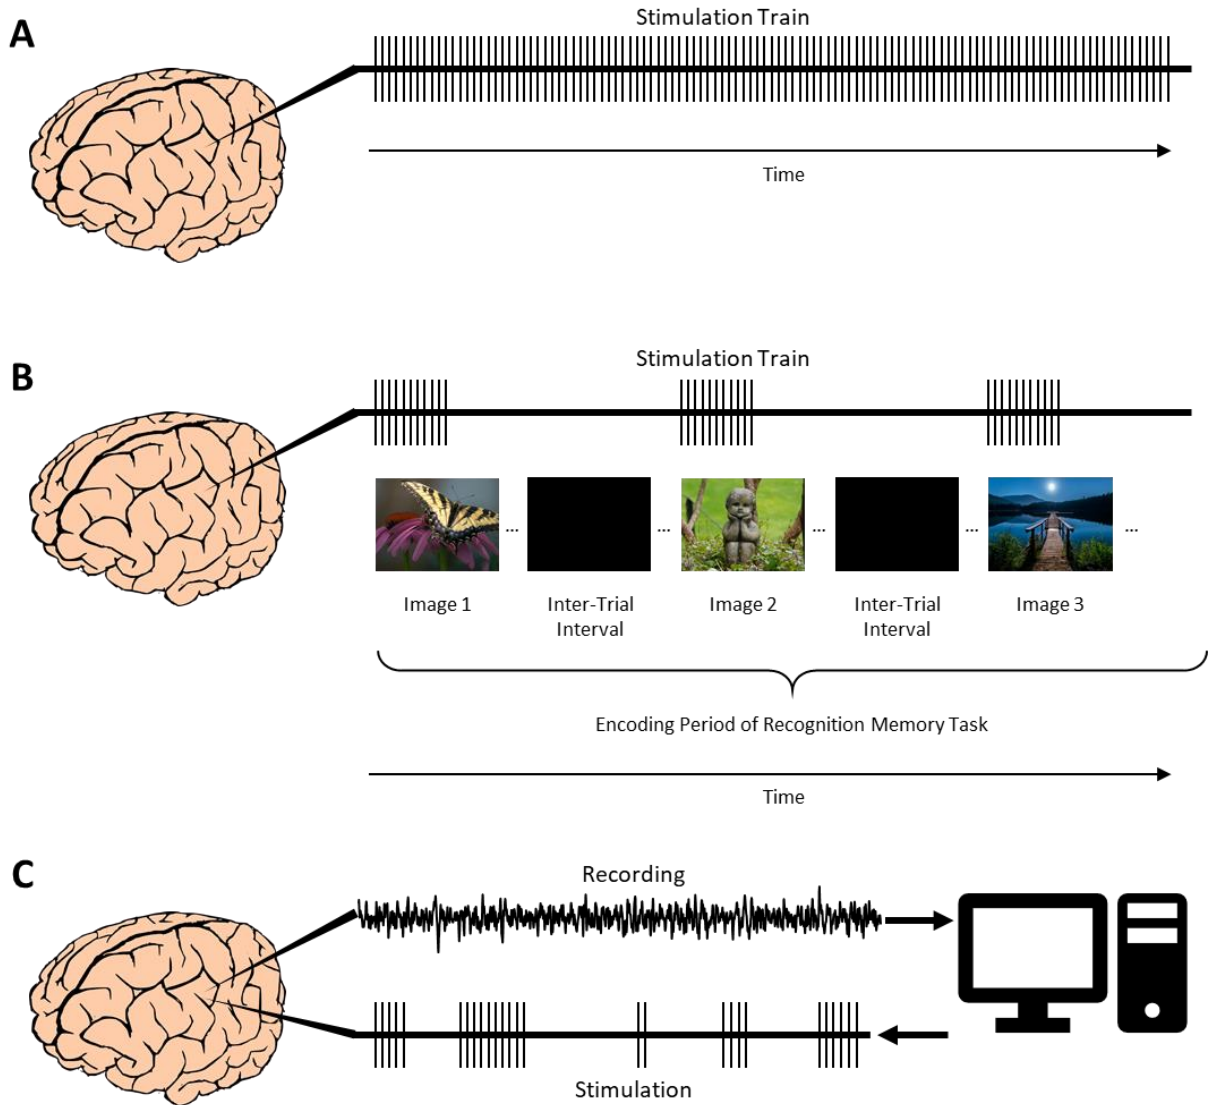 A
Stimulation Train
Time
B
Stimulation Train
... ... ... ... ...
Image 1
Inter-Trial
Interval
Image 2
Inter-Trial
Interval
Image 3
Encoding Period of Recognition Memory Task
Time
C
Recording
Stimulation